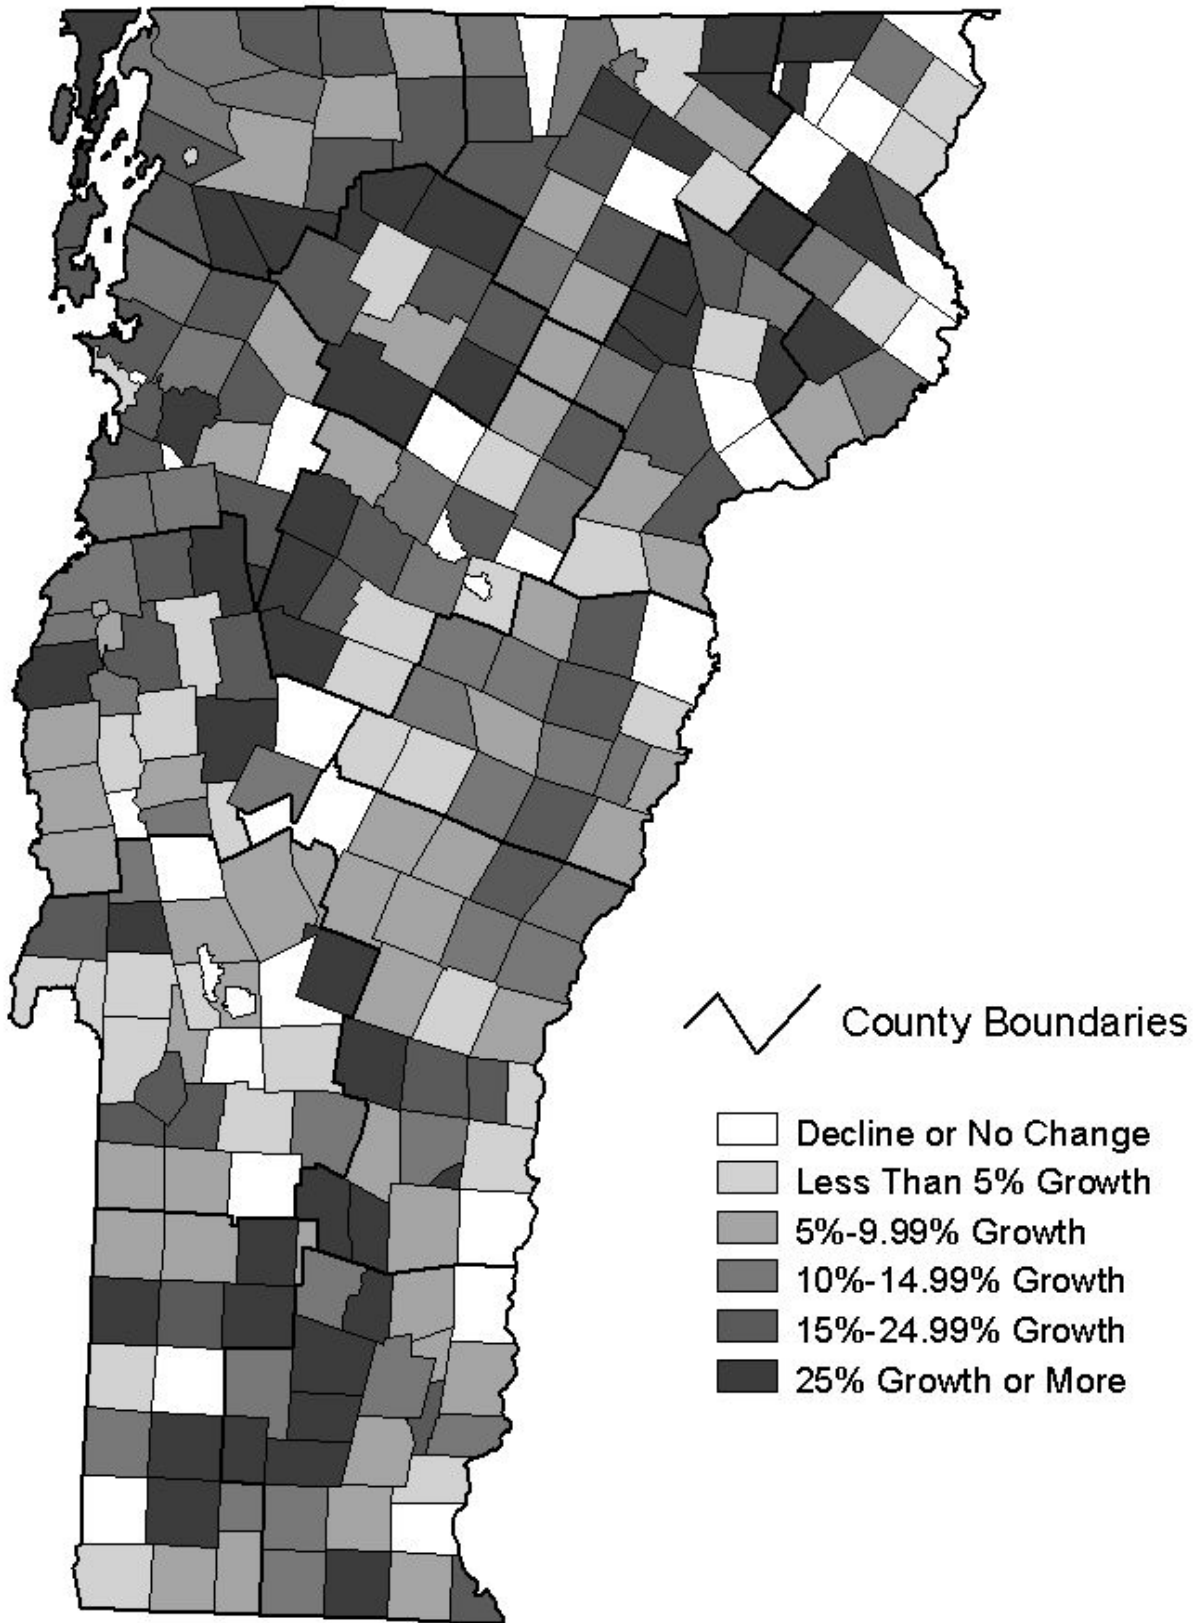 County Boundaries
Decline or No Change
Less Than 5% Growth
5%-9.99% Growth
10%-14.99% Growth
15%-24.99% Growth
25% Growth or More